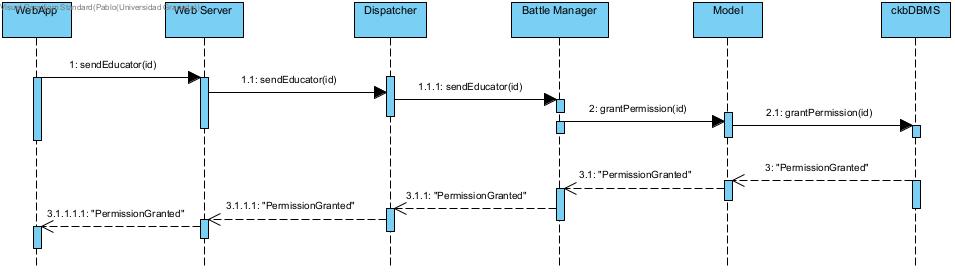 Visual Paradigm Standard(Pablo(Universidad Granada))
WebApp
Web Server
Dispatcher
Battle Manager
Model
ckbDBMS
1: sendEducator(id)
1.1: sendEducator(id)
1.1.1: sendEducator(id)
2: grantPermission(id)
2.1: grantPermission(id)
3: "PermissionGranted"
3.1: "PermissionGranted"
3.1.1: "PermissionGranted"
3.1.1.1: "PermissionGranted"
3.1.1.1.1: "PermissionGranted"